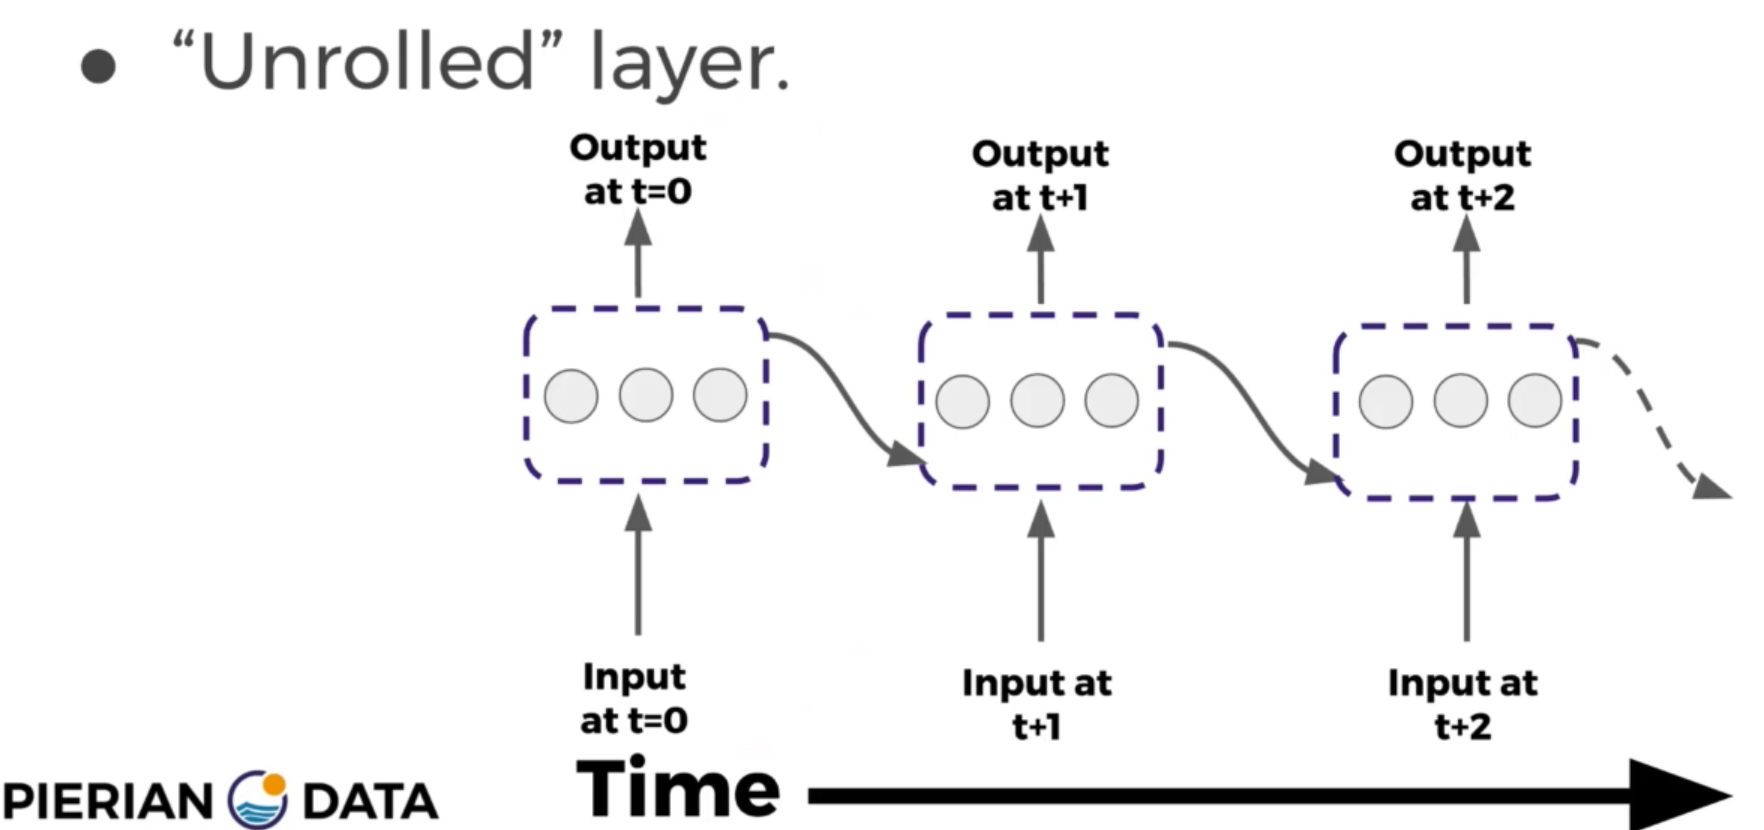 ● “Unrolled” layer.
Output
at t=0
Output
at t+1
Output
at t+2
Input
at t=0
Input at
t+1
Input at
t+2
PIERIAN DATA
Time